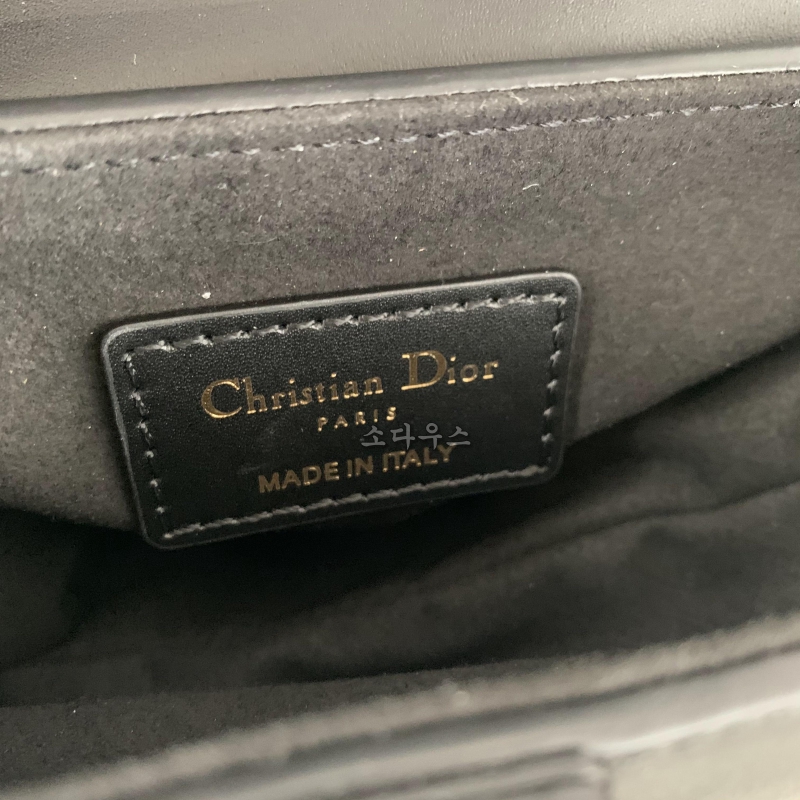 Christian Dior
PARIS
소다우스
MADE IN ITALY